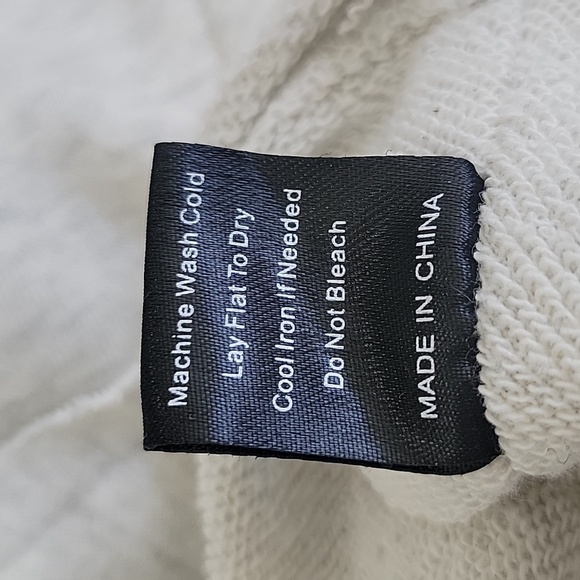 Machine Wash Cold
Lay Flat To Dry
Cool Iron If Needed
Do Not Bleach
MADE IN CHINA